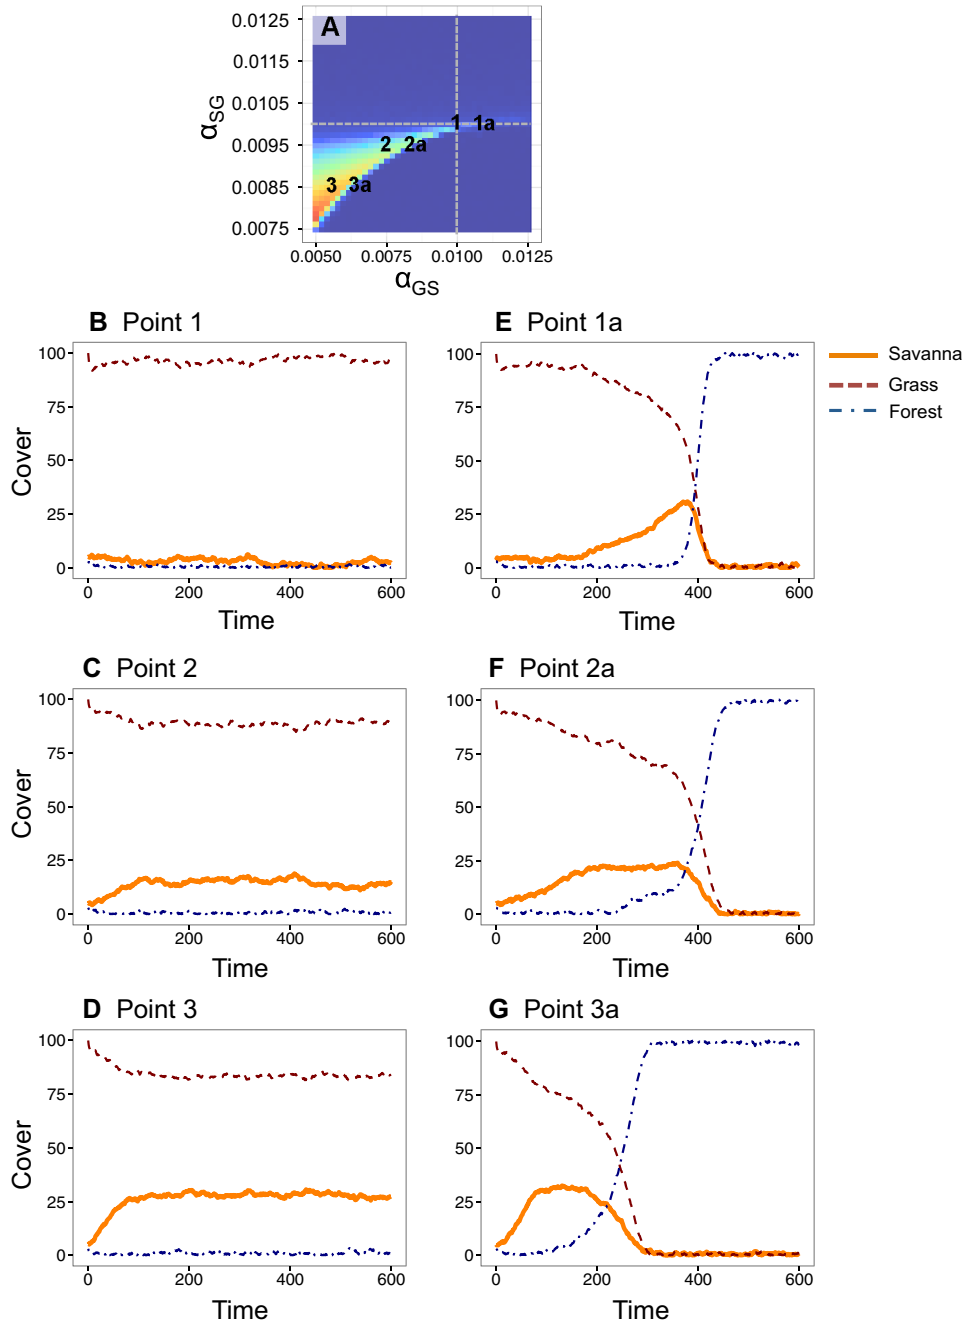 A
0.0125
0.0115
0.0105
0.0095
0.0085
0.0075
αSG
1 1a
2 2a
3 3a
0.0050 0.0075 0.0100 0.0125
αGS
B Point 1
100
75
50
25
0
Cover
0 200 400 600
Time
E Point 1a
100
75
50
25
0
0 200 400 600
Time
Savanna
Grass
Forest
C Point 2
100
75
50
25
0
Cover
0 200 400 600
Time
F Point 2a
100
75
50
25
0
0 200 400 600
Time
D Point 3
100
75
50
25
0
Cover
0 200 400 600
Time
G Point 3a
100
75
50
25
0
0 200 400 600
Time